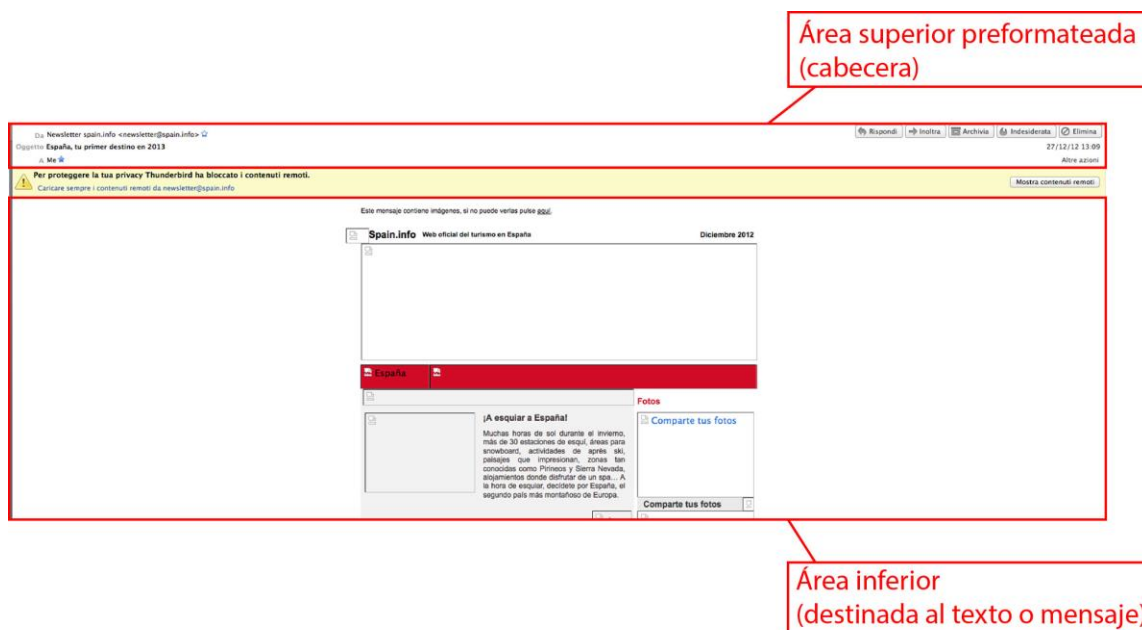 Área superior preformateada
(cabecera)
Da Newsletter spain.info <newsletter@spain.info>
Rispondi Inoltra Archivia Indesiderata Elimina
Oggetto España, tu primer destino en 2013
27/12/12 13:09
A Me
Altre azioni
Per proteggere la tua privacy Thunderbird ha bloccato i contenuti remoti.
Caricare sempre i contenuti remoti da newsletter@spain.info
Mostra contenuti remoti
Este mensaje contiene imágenes, si no puede verlas pulse aquí.
Spain.info Web oficial del turismo en España Diciembre 2012
España
Fotos
¡A esquiar a España!
Muchas horas de sol durante el invierno,
más de 30 estaciones de esquí, áreas para
snowboard, actividades de après ski,
paisajes que impresionan, zonas tan
conocidas como Pirineos y Sierra Nevada,
alojamientos donde disfrutar de un spa... A
la hora de esquiar, decídete por España, el
segundo país más montañoso de Europa.
Comparte tus fotos
Comparte tus fotos
Área inferior
(destinada al texto o mensaje)